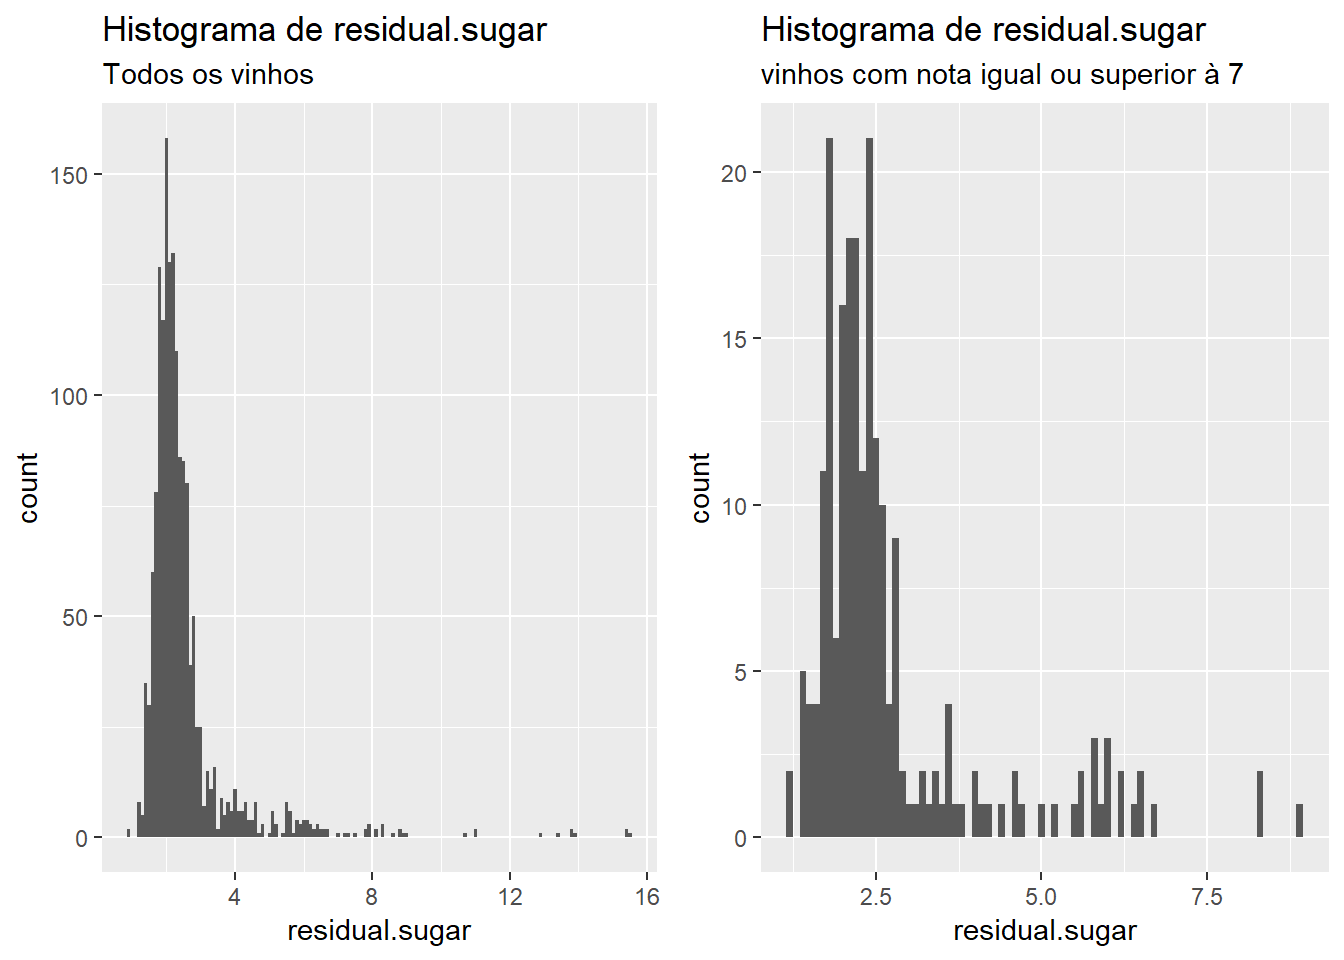 Histograma de residual.sugar
Todos os vinhos
count
150
100
50
0
4 8 12 16
residual.sugar
Histograma de residual.sugar
vinhos com nota igual ou superior à 7
count
20
15
10
5
0
2.5 5.0 7.5
residual.sugar